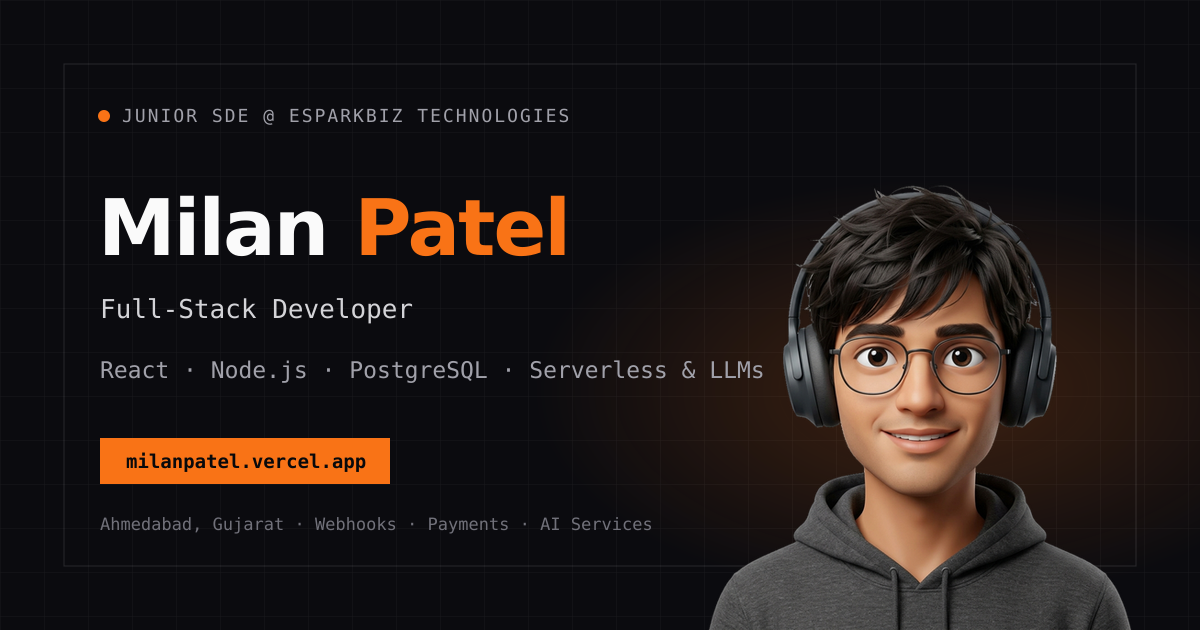 JUNIOR SDE @ ESPARKBIZ TECHNOLOGIES
Milan Patel
Full-Stack Developer
React · Node.js · PostgreSQL · Serverless & LLMs
milanpatel.vercel.app
Ahmedabad, Gujarat · Webhooks · Payments · AI Services